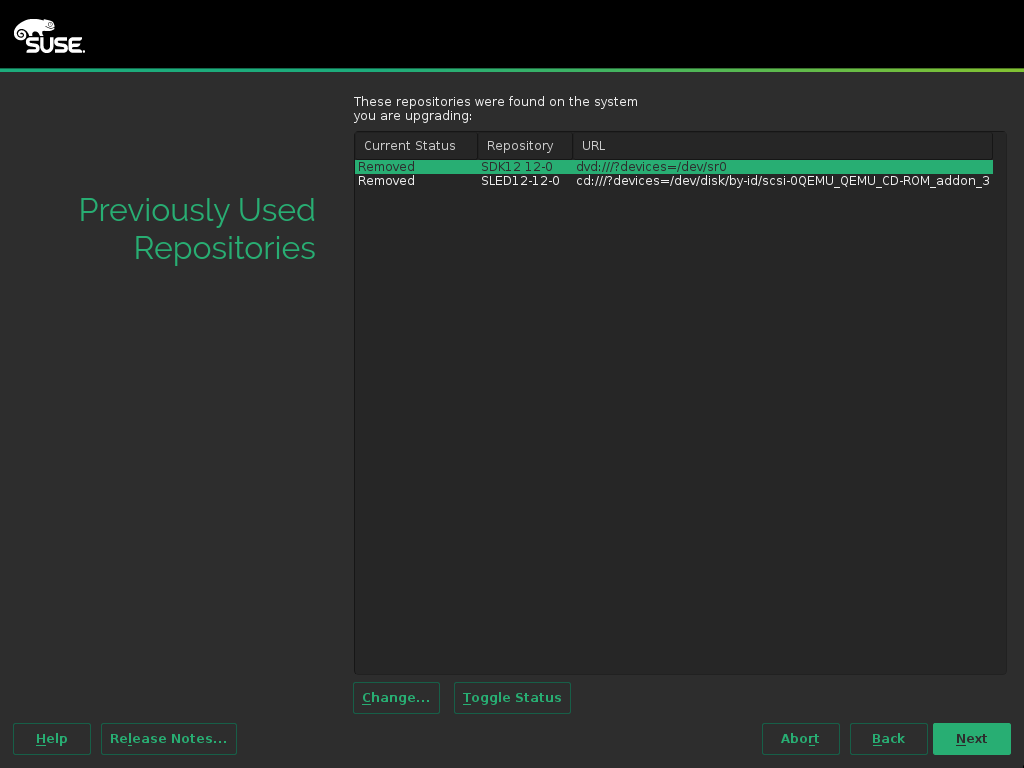 SUSE.
These repositories were found on the system
you are upgrading:
Current Status Repository URL
Removed SDK12 12-0 dvd:///?devices=/dev/sr0
Removed SLED12-12-0 cd:///?devices=/dev/disk/by-id/scsi-0QEMU_QEMU_CD-ROM_addon_3
Previously Used
Repositories
Change... Toggle Status
Help Release Notes... Abort Back Next